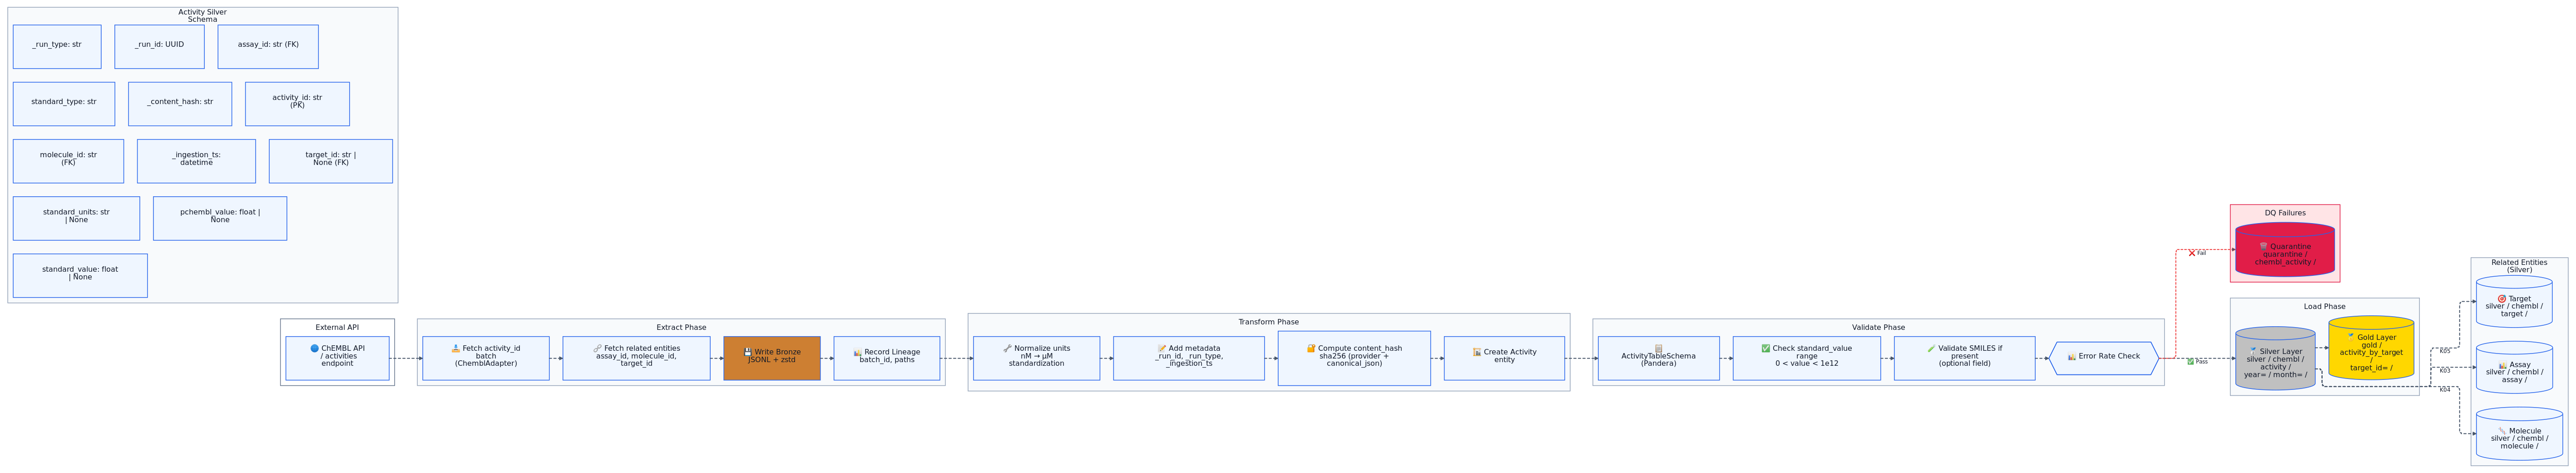 Activity Silver
Schema
_run_type: str
_run_id: UUID
assay_id: str (FK)
standard_type: str
_content_hash: str
activity_id: str
(PK)
molecule_id: str
(FK)
_ingestion_ts:
datetime
target_id: str |
None (FK)
standard_units: str
| None
pchembl_value: float |
None
standard_value: float
| None
External API
ChEMBL API
/ activities
endpoint
Extract Phase
Fetch activity_id
batch
(ChemblAdapter)
Fetch related entities
assay_id, molecule_id,
target_id
Write Bronze
JSONL + zstd
Record Lineage
batch_id, paths
Transform Phase
Normalize units
nM → µM
standardization
Add metadata
_run_id, _run_type,
_ingestion_ts
Compute content_hash
sha256 (provider +
canonical_json)
Create Activity
entity
Validate Phase
ActivityTableSchema
(Pandera)
Check standard_value
range
0 < value < 1e12
Validate SMILES if
present
(optional field)
Error Rate Check
Fail
Pass
DQ Failures
Quarantine
quarantine /
chembl_activity /
Load Phase
Silver Layer
silver / chembl /
activity /
year= / month= /
Gold Layer
gold /
activity_by_target
/
target_id= /
K05
K03
K04
Related Entities
(Silver)
Target
silver / chembl /
target /
Assay
silver / chembl /
assay /
Molecule
silver / chembl /
molecule /